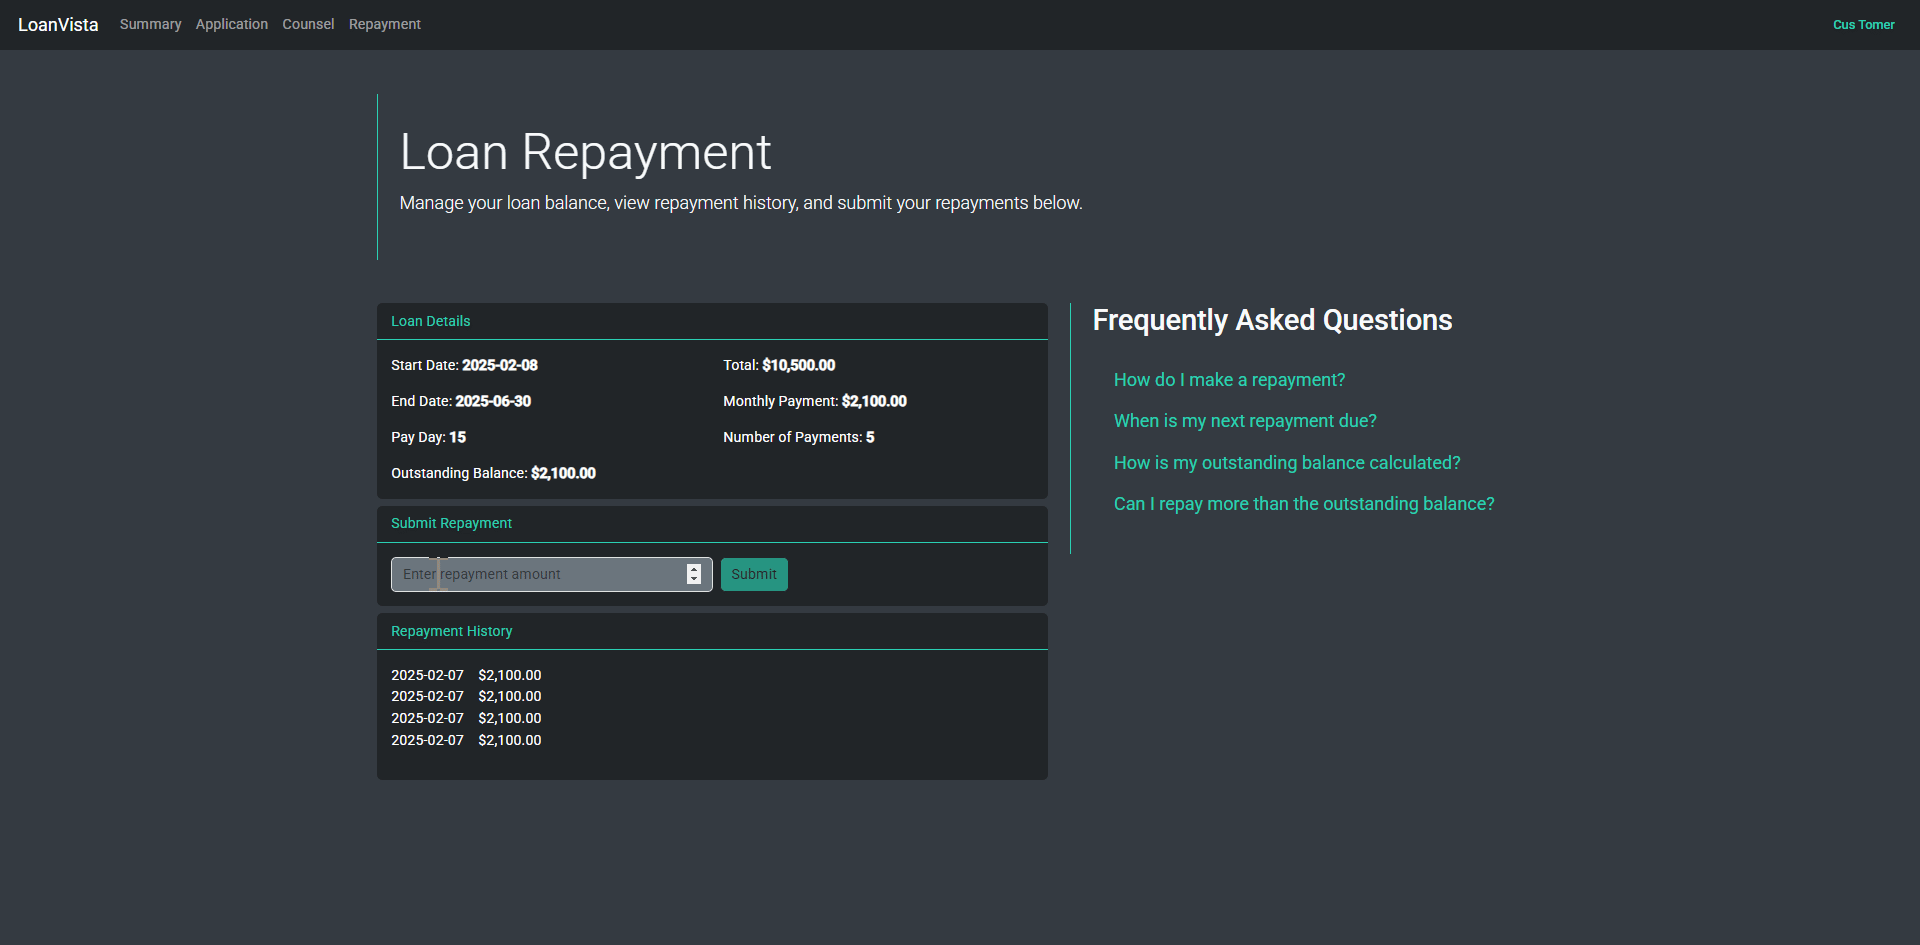 LoanVista Summary Application Counsel Repayment Cus Tomer
Loan Repayment
Manage your loan balance, view repayment history, and submit your repayments below.
Loan Details
Start Date: 2025-02-08 Total: $10,500.00
End Date: 2025-06-30 Monthly Payment: $2,100.00
Pay Day: 15 Number of Payments: 5
Outstanding Balance: $2,100.00
Submit Repayment
Enter repayment amount Submit
Repayment History
2025-02-07 $2,100.00
2025-02-07 $2,100.00
2025-02-07 $2,100.00
2025-02-07 $2,100.00
Frequently Asked Questions
How do I make a repayment?
When is my next repayment due?
How is my outstanding balance calculated?
Can I repay more than the outstanding balance?